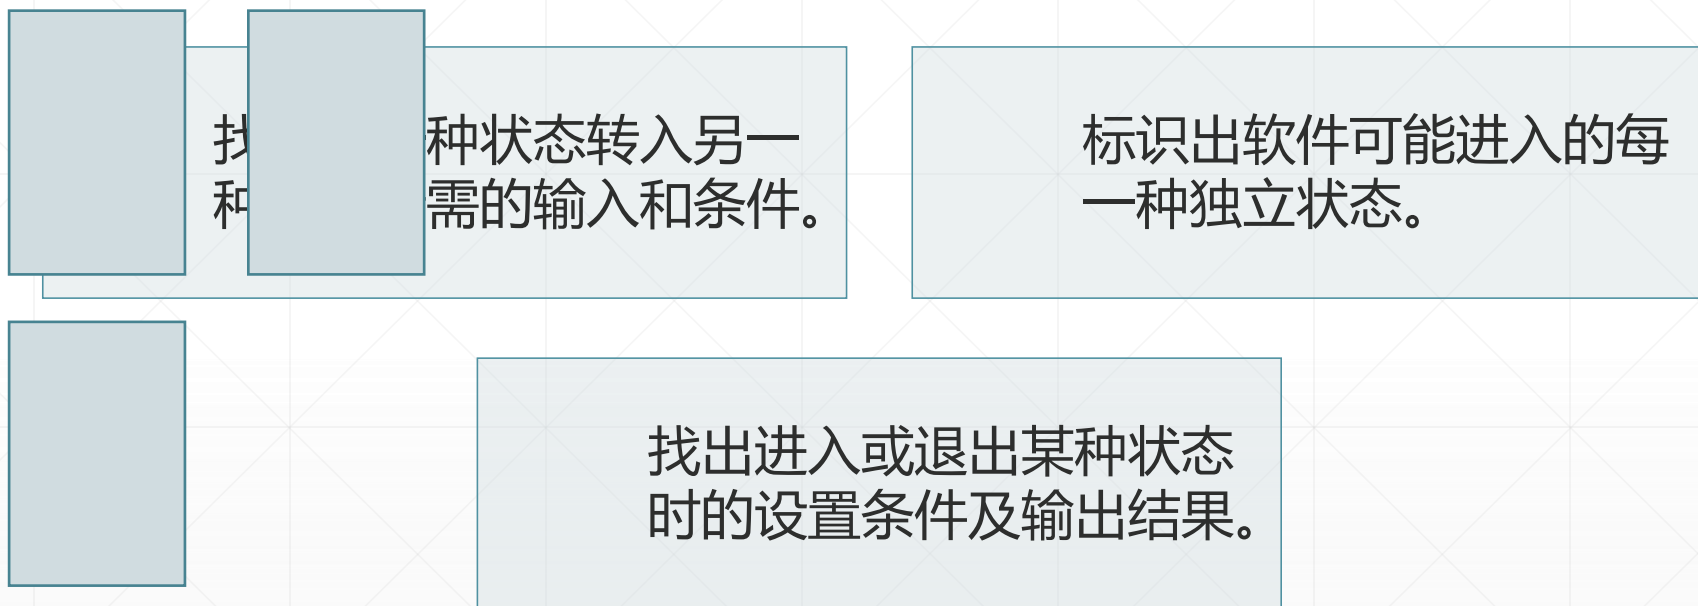 种状态转入另一
种 需的输入和条件。
标识出软件可能进入的每
一种独立状态。
找出进入或退出某种状态
时的设置条件及输出结果。